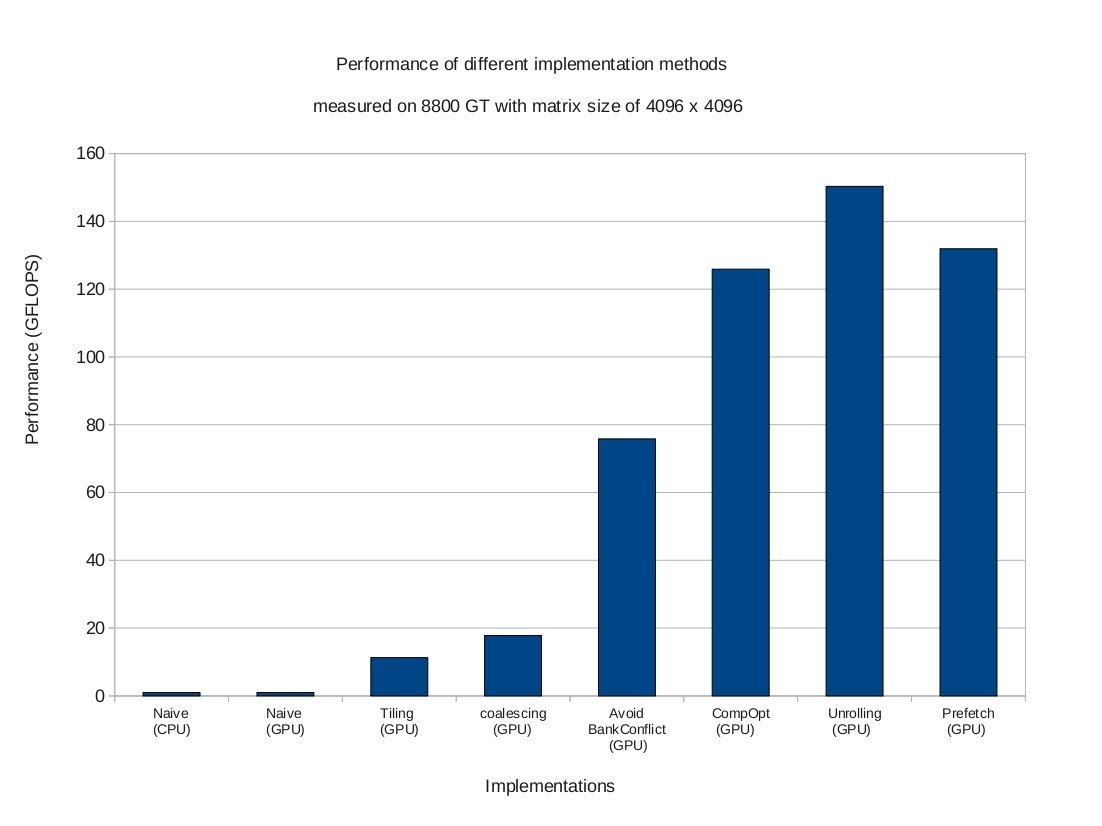 Performance of different implementation methods
measured on 8800 GT with matrix size of 4096 x 4096
160
140
120
100
80
60
40
20
0
Performance (GFLOPS)
Naive
(CPU)
Naive
(GPU)
Tiling
(GPU)
coalescing
(GPU)
Avoid
BankConflict
(GPU)
CompOpt
(GPU)
Unrolling
(GPU)
Prefetch
(GPU)
Implementations